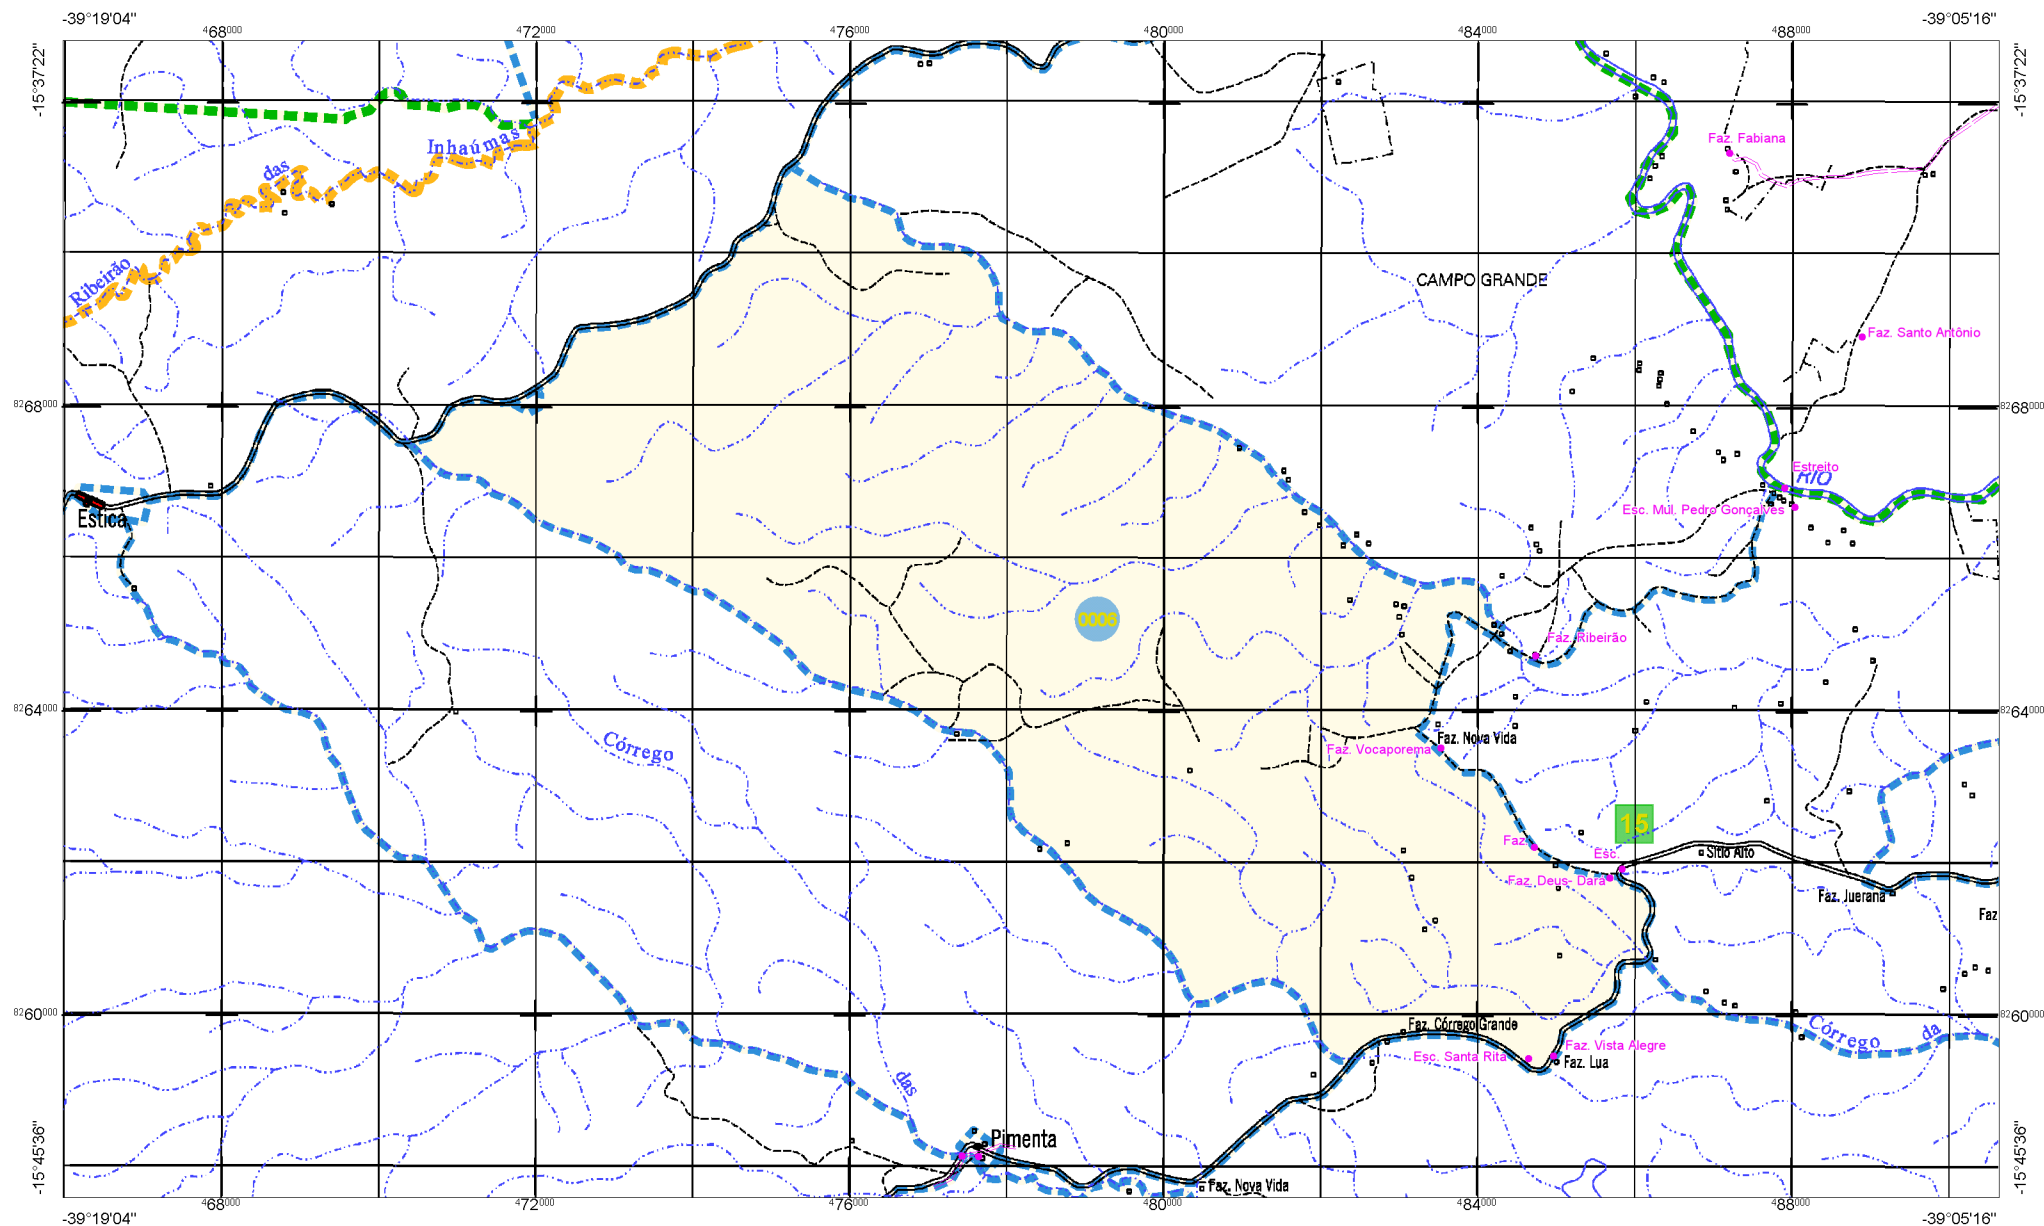 -39°19'04"
-39°05'16"
468000
472000
476000
480000
484000
488000
-15°37'22"
-15°37'22"
Faz. Fabiana
Inhaúmas
das
Ribeirão
CAMPO GRANDE
Faz. Santo Antônio
8268000
8268000
Estreito
RIO
Esc. Mul. Pedro Gonçalves
Estica
0006
Faz. Ribeirão
8264000
8264000
Córrego
Faz. Nova Vida
Faz. Vocaporema
15
Faz.
Esc.
Sítio Alto
Faz. Deus- Dará
Faz. Juerana
Faz
8260000
8260000
Faz. Córrego Grande
Córrego
da
Esc. Santa Rita
Faz. Vista Alegre
Faz. Lua
das
Pimenta
Faz. Nova Vida
-15°45'36"
-15°45'36"
468000
472000
476000
480000
484000
488000
-39°19'04"
-39°05'16"